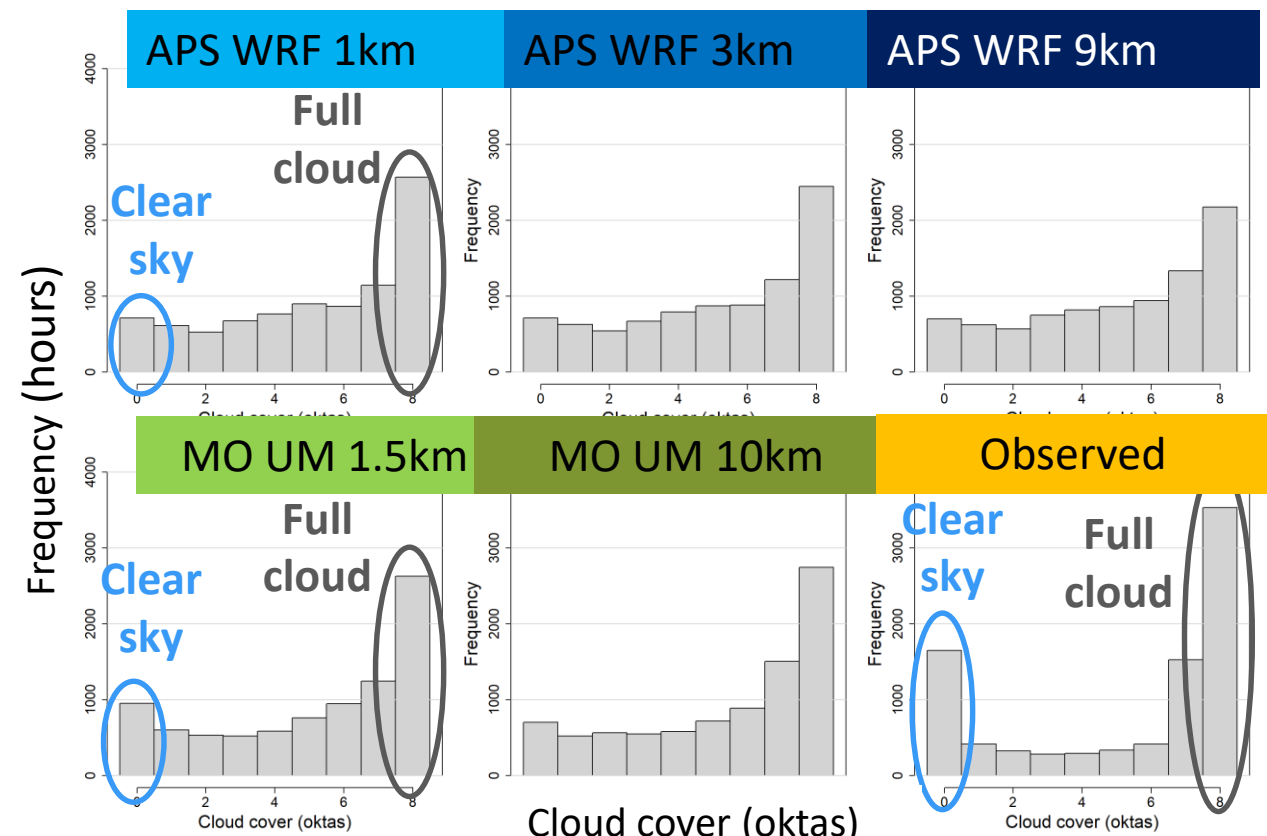 APS WRF 1km
APS WRF 3km
APS WRF 9km
Frequency (hours)
4000
3000
2000
1000
0
Full
cloud
Clear
sky
0 2 4 6 8
Cloud cover (oktas)
Frequency
3000
2000
1000
0
0 2 4 6 8
Frequency
3000
2000
1000
0
0 2 4 6 8
MO UM 1.5km
MO UM 10km
Observed
4000
3000
2000
1000
0
Full
cloud
Clear
sky
0 2 4 6 8
Cloud cover (oktas)
Frequency
3000
2000
1000
0
0 2 4 6 8
Cloud cover (oktas)
Frequency
3000
2000
1000
0
Clear
sky
Full
cloud
0 2 4 6 8
Cloud cover (oktas)